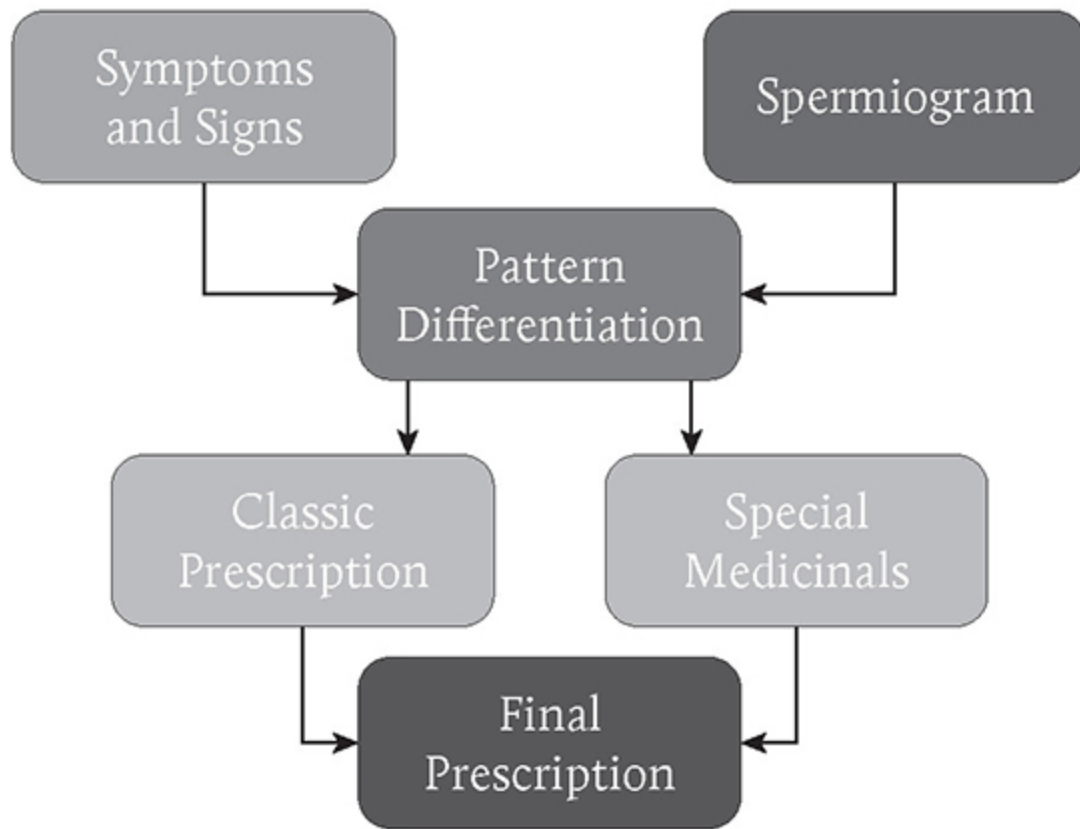 Symptoms
and Signs
Spermiogram
Pattern
Differentiation
Classic
Prescription
Special
Medicinals
Final
Prescription